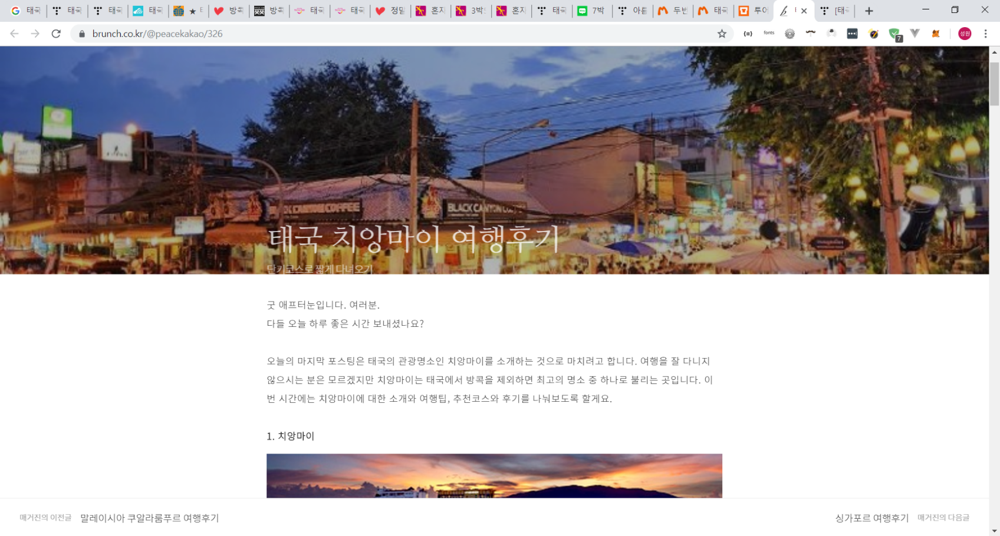 태국
태국
태국
태국
★
방콕
방콕
태국
태국
정말
혼자
3박
혼자
태국
7박
아름
두번
태국
투어
[태국
brunch.co.kr/@peacekakao/326
fonts
7
성원
BLACK CANYON COFFEE
BLACK CANYON
태국 치앙마이 여행후기
단기코스로 짧게 다녀오기
굿 애프터눈입니다. 여러분.
다들 오늘 하루 좋은 시간 보내셨나요?
오늘의 마지막 포스팅은 태국의 관광명소인 치앙마이를 소개하는 것으로 마치려고 합니다. 여행을 잘 다니지
않으시는 분은 모르겠지만 치앙마이는 태국에서 방콕을 제외하면 최고의 명소 중 하나로 불리는 곳입니다. 이
번 시간에는 치앙마이에 대한 소개와 여행팁, 추천코스와 후기를 나눠보도록 할게요.
1. 치앙마이
매거진의 이전글 말레이시아 쿠알라룸푸르 여행후기
싱가포르 여행후기 매거진의 다음글